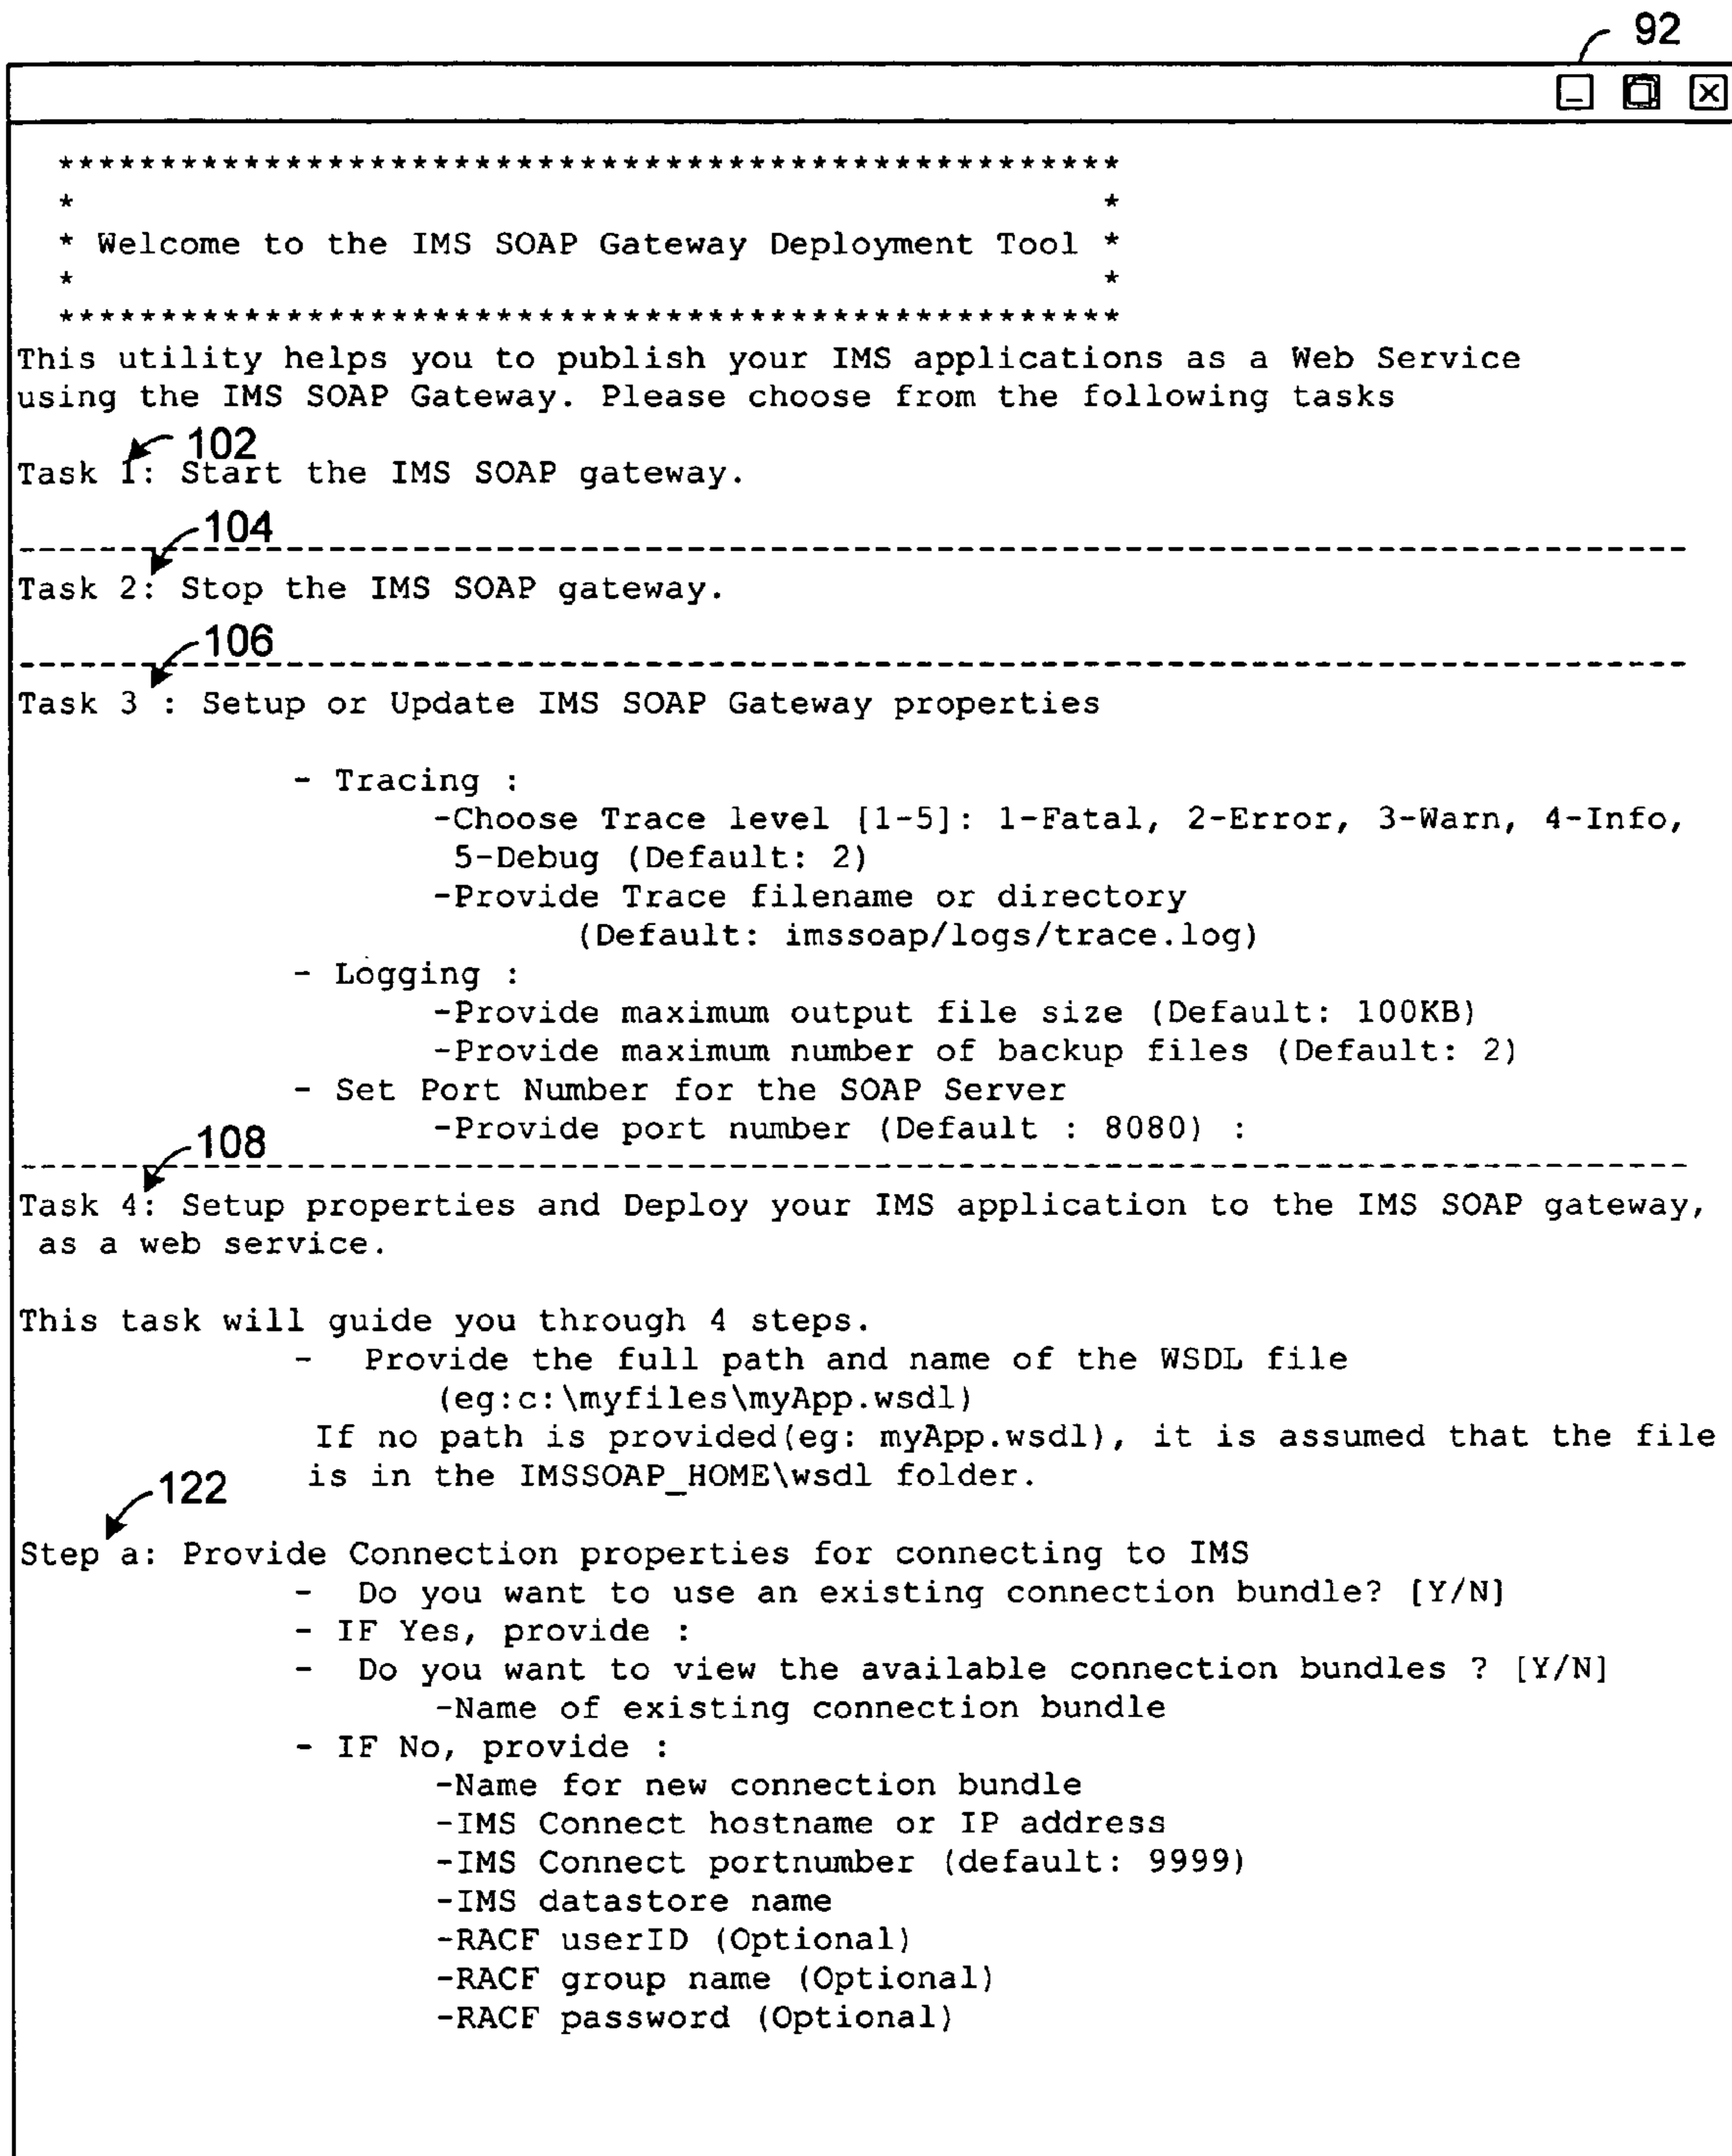 92
****************************************************
* *
* Welcome to the IMS SOAP Gateway Deployment Tool *
* *
****************************************************
This utility helps you to publish your IMS applications as a Web Service
using the IMS SOAP Gateway. Please choose from the following tasks
102
Task 1: Start the IMS SOAP gateway.
104
--------------------------------------------------------------------------------
Task 2: Stop the IMS SOAP gateway.
106
--------------------------------------------------------------------------------
Task 3 : Setup or Update IMS SOAP Gateway properties
- Tracing :
-Choose Trace level [1-5]: 1-Fatal, 2-Error, 3-Warn, 4-Info,
5-Debug (Default: 2)
-Provide Trace filename or directory
(Default: imssoap/logs/trace.log)
- Logging :
-Provide maximum output file size (Default: 100KB)
-Provide maximum number of backup files (Default: 2)
- Set Port Number for the SOAP Server
-Provide port number (Default : 8080) :
108
--------------------------------------------------------------------------------
Task 4: Setup properties and Deploy your IMS application to the IMS SOAP gateway,
as a web service.
This task will guide you through 4 steps.
- Provide the full path and name of the WSDL file
(eg:c:\myfiles\myApp.wsdl)
If no path is provided(eg: myApp.wsdl), it is assumed that the file
is in the IMSSOAP_HOME\wsdl folder.
122
Step a: Provide Connection properties for connecting to IMS
- Do you want to use an existing connection bundle? [Y/N]
- IF Yes, provide :
- Do you want to view the available connection bundles ? [Y/N]
-Name of existing connection bundle
- IF No, provide :
-Name for new connection bundle
-IMS Connect hostname or IP address
-IMS Connect portnumber (default: 9999)
-IMS datastore name
-RACF userID (Optional)
-RACF group name (Optional)
-RACF password (Optional)